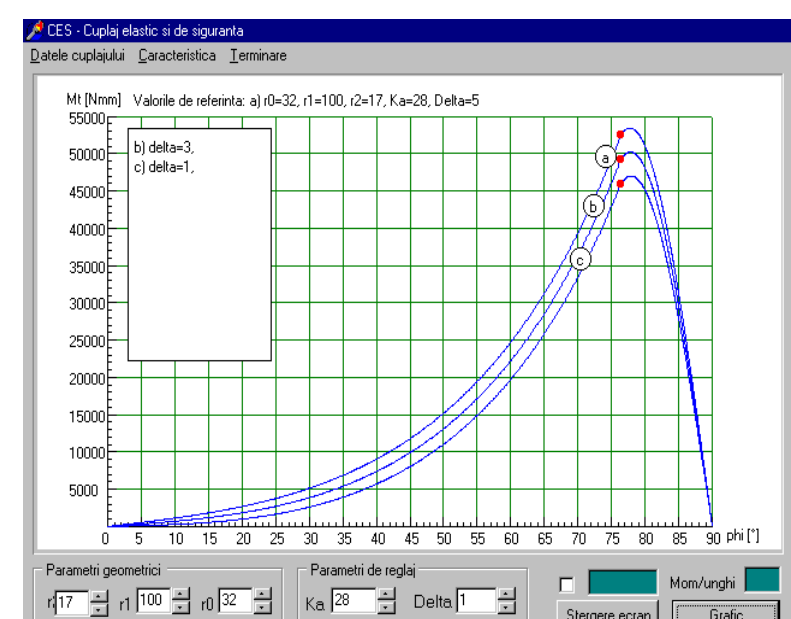 CES - Cuplaj elastic si de siguranta
Datele cuplajului Caracteristica Terminare
Mt [Nmm] Valorile de referinta: a) r0=32, r1=100, r2=17, Ka=28, Delta=5
55000
50000
45000
40000
35000
30000
25000
20000
15000
10000
5000
b) delta=3,
c) delta=1,
a
b
c
0 5 10 15 20 25 30 35 40 45 50 55 60 65 70 75 80 85 90 phi [°]
Parametri geometrici
17 r1 100 r0 32
Parametri de reglaj
Ka 28 Delta 1
Mom/unghi
Stergere ecran Grafic